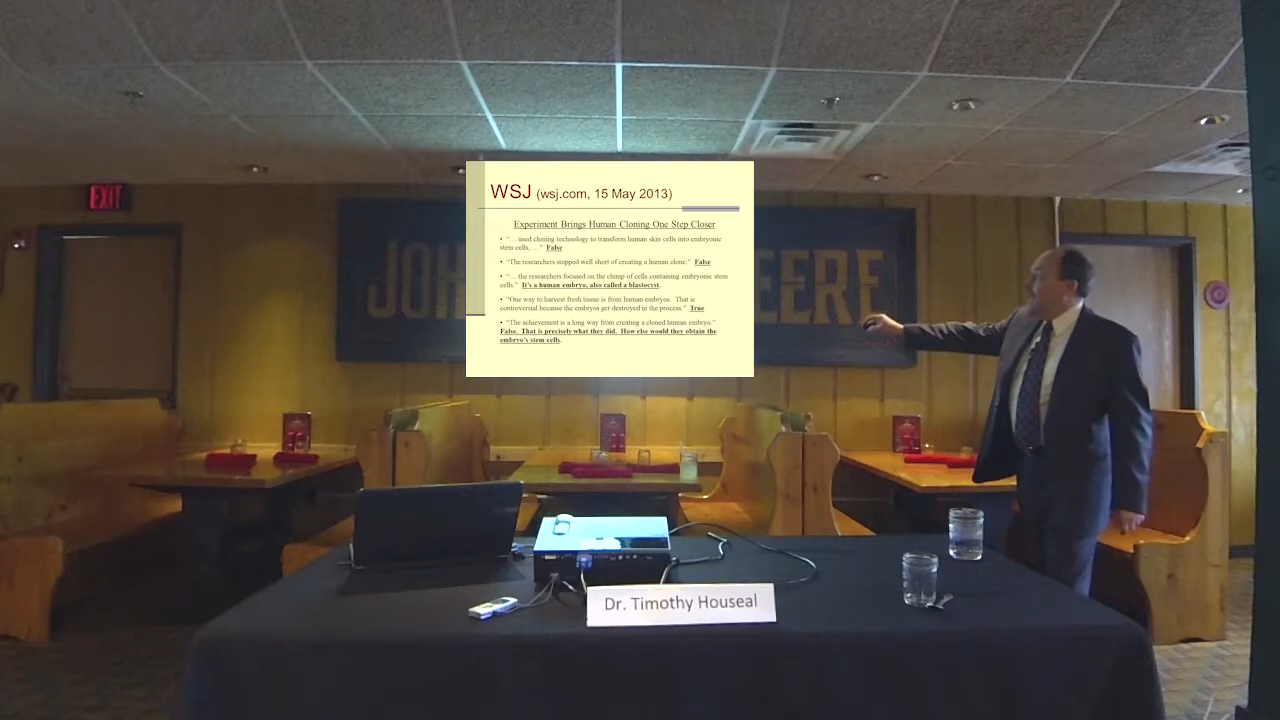 EXIT
WSJ (wsj.com, 15 May 2013)
Experiment Brings Human Cloning One Step Closer
• “… used cloning technology to transform human skin cells into embryonic
stem cells, …” False
• “The researchers stopped well short of creating a human clone.” False
• “… the researchers focused on the clump of cells containing embryonic stem
cells.” It's a human embryo, also called a blastocyst.
• “One way to harvest fresh tissue is from human embryos. That is
controversial because the embryos get destroyed in the process.” True
• “The achievement is a long way from creating a cloned human embryo.”
False. That is precisely what they did. How else would they obtain the
embryo's stem cells.
JOH EERE
Dr. Timothy Houseal